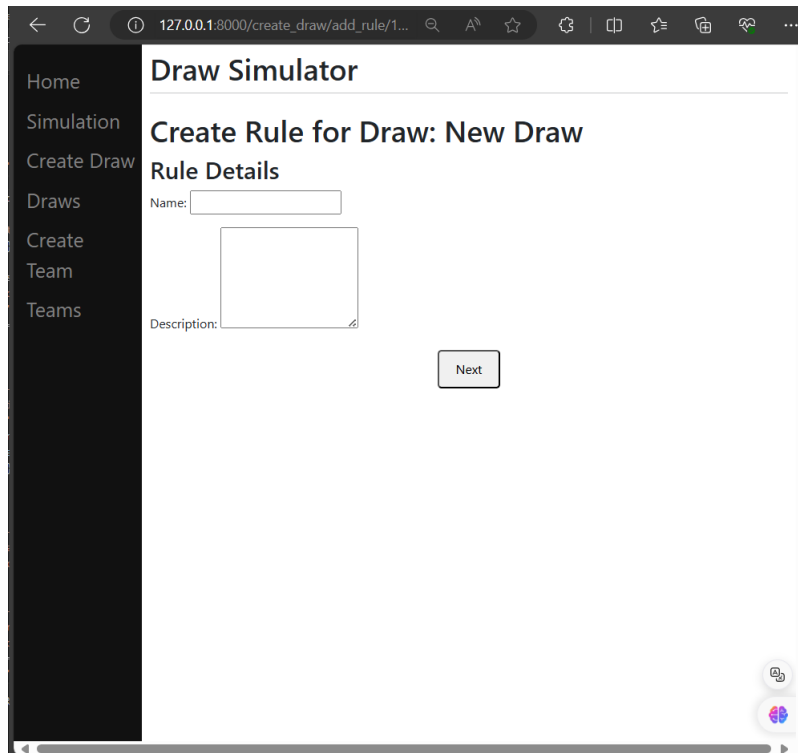 127.0.0.1:8000/create_draw/add_rule/1...
Home
Simulation
Create Draw
Draws
Create
Team
Teams
Draw Simulator
Create Rule for Draw: New Draw
Rule Details
Name:
Description:
Next